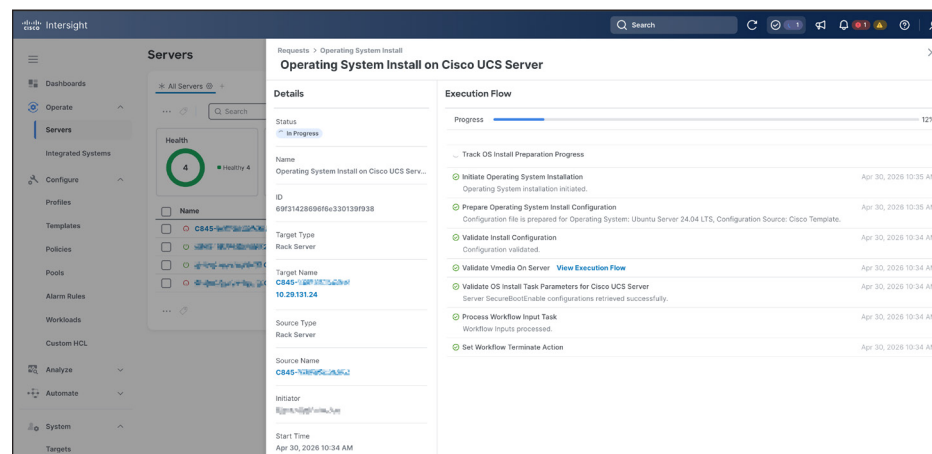 cisco Intersight
Search
1
1
Servers
All Servers
+
Search
Dashboards
Operate
Servers
Integrated Systems
Configure
Profiles
Templates
Policies
Pools
Alarm Rules
Workloads
Custom HCL
Analyze
Automate
System
Targets
Health
4
Healthy 4
Name
C845-
Requests > Operating System Install
Operating System Install on Cisco UCS Server
Details
Status
In Progress
Name
Operating System Install on Cisco UCS Serv...
ID
69f31428696f6e330139f938
Target Type
Rack Server
Target Name
C845-
10.29.131.24
Source Type
Rack Server
Source Name
C845-
Initiator
Start Time
Apr 30, 2026 10:34 AM
Execution Flow
Progress 12%
... Track OS Install Preparation Progress
Initiate Operating System Installation Apr 30, 2026 10:35 AM
Operating System installation initiated.
Prepare Operating System Install Configuration Apr 30, 2026 10:35 AM
Configuration file is prepared for Operating System: Ubuntu Server 24.04 LTS, Configuration Source: Cisco Template.
Validate Install Configuration Apr 30, 2026 10:34 AM
Configuration validated.
Validate Vmedia On Server View Execution Flow Apr 30, 2026 10:34 AM
Validate OS Install Task Parameters for Cisco UCS Server Apr 30, 2026 10:34 AM
Server SecureBootEnable configurations retrieved successfully.
Process Workflow Input Task Apr 30, 2026 10:34 AM
Workflow Inputs processed.
Set Workflow Terminate Action Apr 30, 2026 10:34 AM